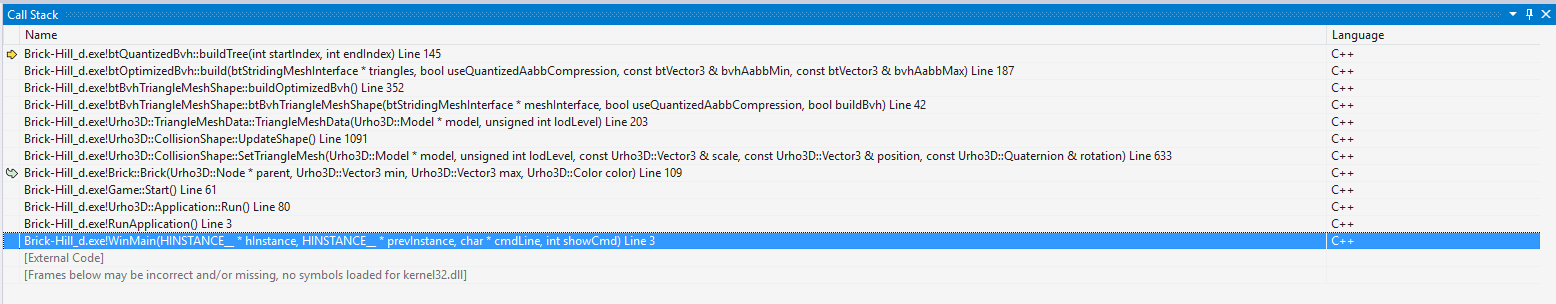 Call Stack
Name Language
Brick-Hill_d.exe!btQuantizedBvh::buildTree(int startIndex, int endIndex) Line 145 C++
Brick-Hill_d.exe!btOptimizedBvh::build(btStridingMeshInterface * triangles, bool useQuantizedAabbCompression, const btVector3 & bvhAabbMin, const btVector3 & bvhAabbMax) Line 187 C++
Brick-Hill_d.exe!btBvhTriangleMeshShape::buildOptimizedBvh() Line 352 C++
Brick-Hill_d.exe!btBvhTriangleMeshShape::btBvhTriangleMeshShape(btStridingMeshInterface * meshInterface, bool useQuantizedAabbCompression, bool buildBvh) Line 42 C++
Brick-Hill_d.exe!Urho3D::TriangleMeshData::TriangleMeshData(Urho3D::Model * model, unsigned int lodLevel) Line 203 C++
Brick-Hill_d.exe!Urho3D::CollisionShape::UpdateShape() Line 1091 C++
Brick-Hill_d.exe!Urho3D::CollisionShape::SetTriangleMesh(Urho3D::Model * model, unsigned int lodLevel, const Urho3D::Vector3 & scale, const Urho3D::Vector3 & position, const Urho3D::Quaternion & rotation) Line 633 C++
Brick-Hill_d.exe!Brick::Brick(Urho3D::Node * parent, Urho3D::Vector3 min, Urho3D::Vector3 max, Urho3D::Color color) Line 109 C++
Brick-Hill_d.exe!Game::Start() Line 61 C++
Brick-Hill_d.exe!Urho3D::Application::Run() Line 80 C++
Brick-Hill_d.exe!RunApplication() Line 3 C++
Brick-Hill_d.exe!WinMain(HINSTANCE__ * hInstance, HINSTANCE__ * prevInstance, char * cmdLine, int showCmd) Line 3 C++
[External Code]
[Frames below may be incorrect and/or missing, no symbols loaded for kernel32.dll]